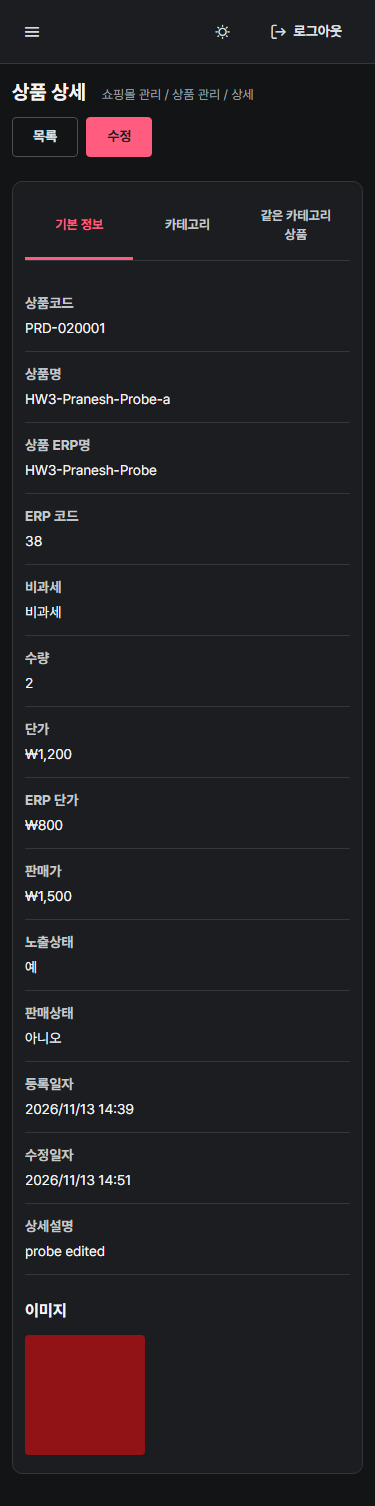 로그아웃
상품 상세 쇼핑몰 관리 / 상품 관리 / 상세
목록 수정
기본 정보 카테고리 같은 카테고리
상품
상품코드
PRD-020001
상품명
HW3-Pranesh-Probe-a
상품 ERP명
HW3-Pranesh-Probe
ERP 코드
38
비과세
비과세
수량
2
단가
₩1,200
ERP 단가
₩800
판매가
₩1,500
노출상태
예
판매상태
아니오
등록일자
2026/11/13 14:39
수정일자
2026/11/13 14:51
상세설명
probe edited
이미지